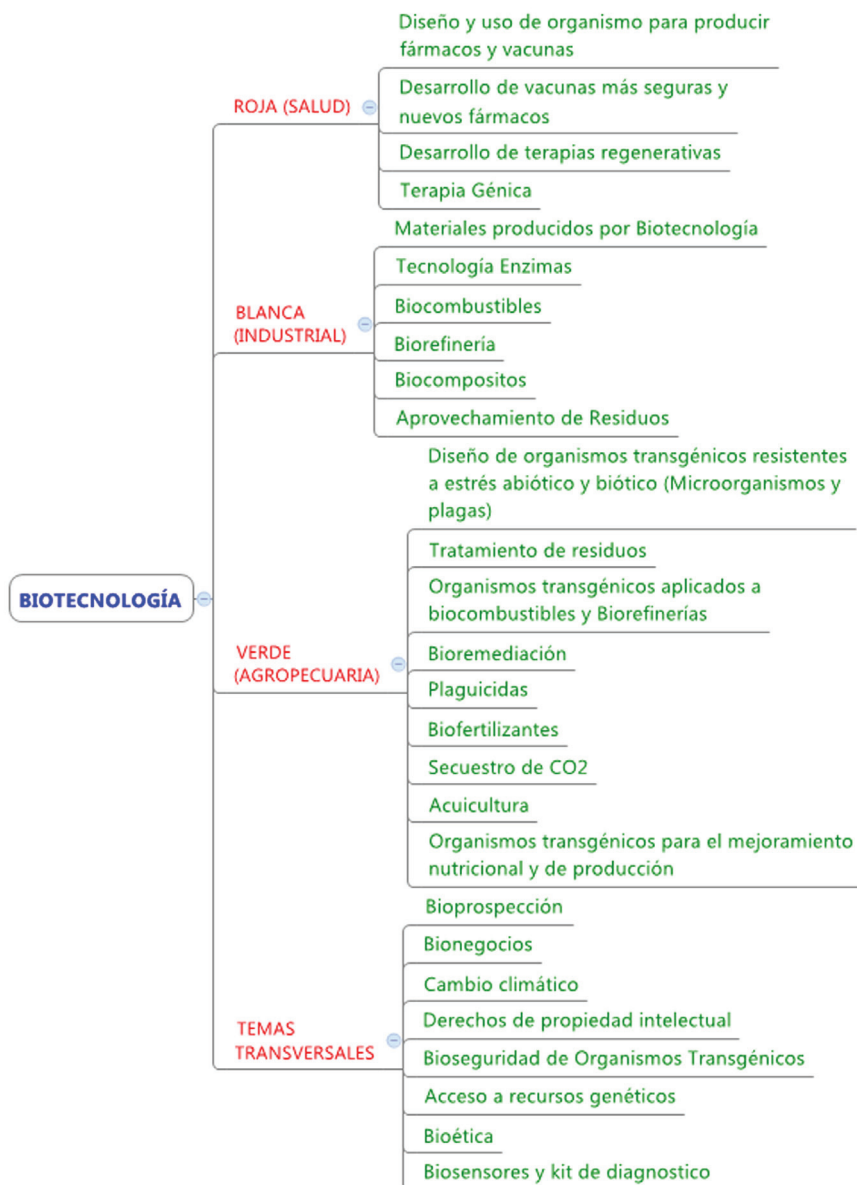 Diseño y uso de organismo para producir
fármacos y vacunas
ROJA (SALUD)
Desarrollo de vacunas más seguras y
nuevos fármacos
Desarrollo de terapias regenerativas
Terapia Génica
Materiales producidos por Biotecnología
Tecnología Enzimas
BLANCA
(INDUSTRIAL)
Biocombustibles
Biorefinería
Biocompositos
Aprovechamiento de Residuos
Diseño de organismos transgénicos resistentes
a estrés abiótico y biótico (Microorganismos y
plagas)
Tratamiento de residuos
BIOTECNOLOGÍA
Organismos transgénicos aplicados a
biocombustibles y Biorefinerías
VERDE
(AGROPECUARIA)
Bioremediación
Plaguicidas
Biofertilizantes
Secuestro de CO2
Acuicultura
Organismos transgénicos para el mejoramiento
nutricional y de producción
Bioprospección
Bionegocios
Cambio climático
TEMAS
TRANSVERSALES
Derechos de propiedad intelectual
Bioseguridad de Organismos Transgénicos
Acceso a recursos genéticos
Bioética
Biosensores y kit de diagnostico